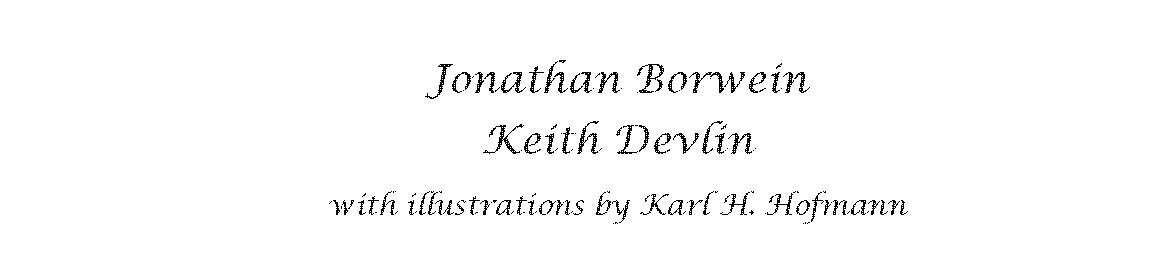 Jonathan Borwein
Keith Devlin
with illustrations by Karl H. Hofmann